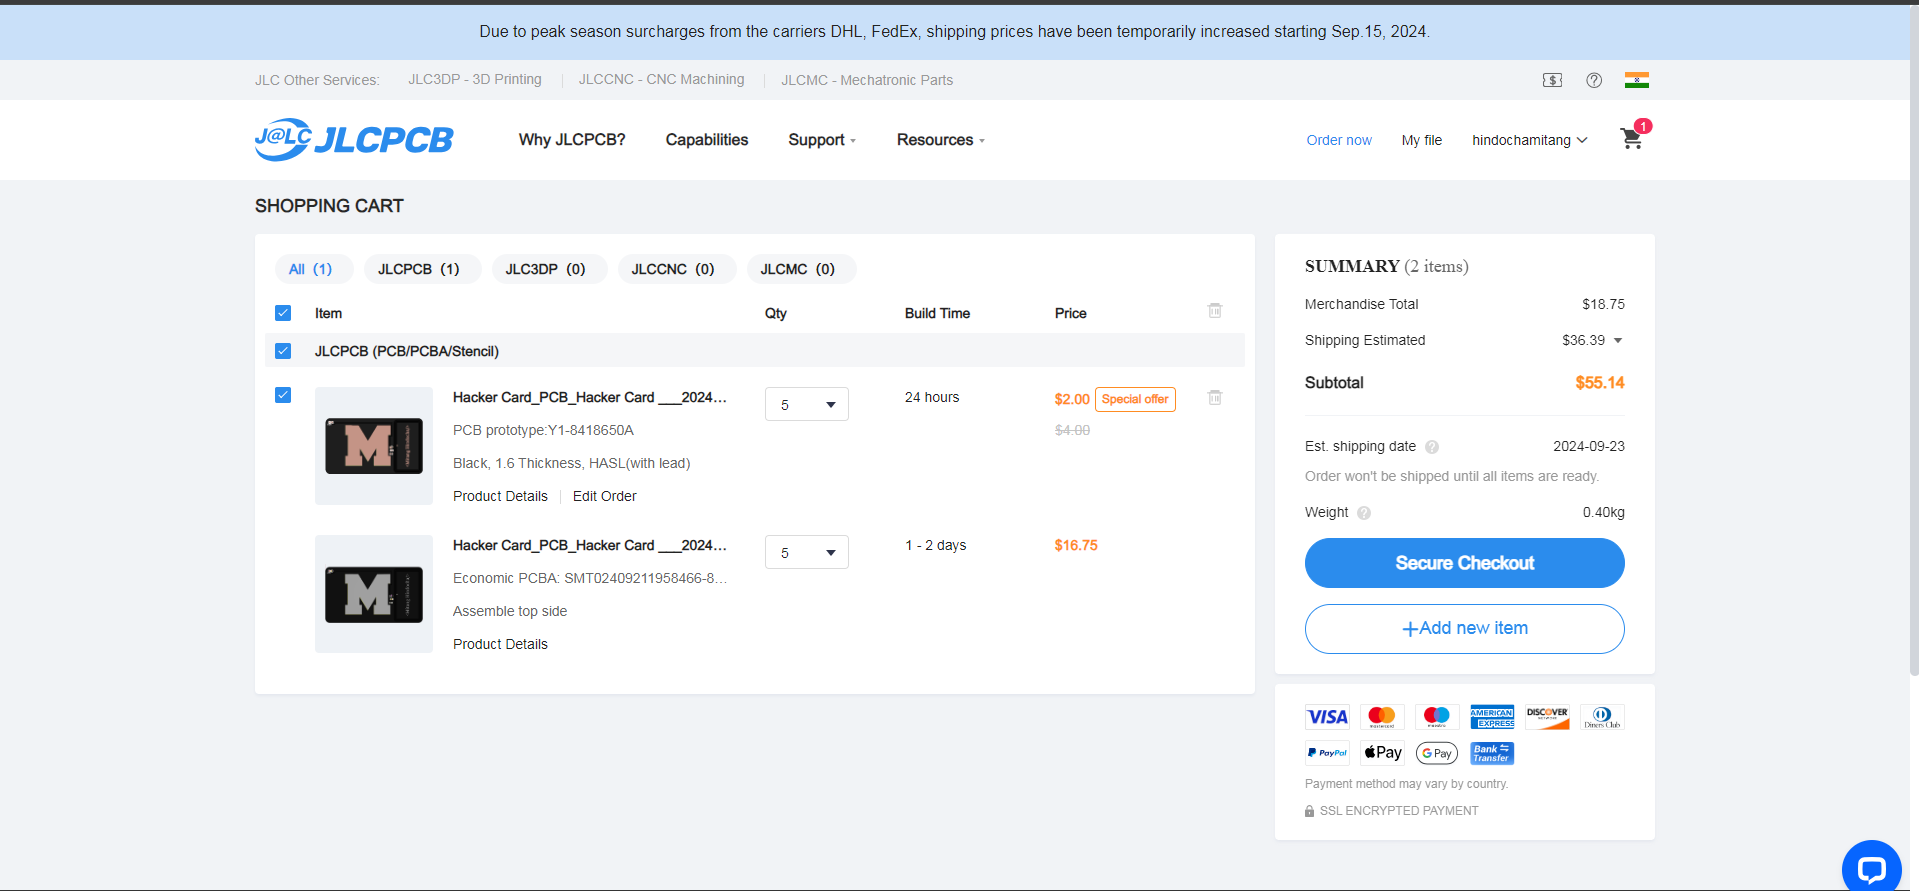 Due to peak season surcharges from the carriers DHL, FedEx, shipping prices have been temporarily increased starting Sep.15, 2024.
JLC Other Services: JLC3DP - 3D Printing JLCCNC - CNC Machining JLCMC - Mechatronic Parts
J@LC JLCPCB Why JLCPCB? Capabilities Support Resources Order now My file hindochamitang 1
SHOPPING CART
All (1) JLCPCB (1) JLC3DP (0) JLCCNC (0) JLCMC (0)
Item Qty Build Time Price
JLCPCB (PCB/PCBA/Stencil)
Hacker Card_PCB_Hacker Card ___2024... 5 24 hours $2.00 Special offer
PCB prototype:Y1-8418650A $4.00
Black, 1.6 Thickness, HASL(with lead)
Product Details Edit Order
M
Hacker Card_PCB_Hacker Card ___2024... 5 1 - 2 days $16.75
Economic PCBA: SMT02409211958466-8...
Assemble top side
Product Details
M
SUMMARY (2 items)
Merchandise Total $18.75
Shipping Estimated $36.39
Subtotal $55.14
Est. shipping date ? 2024-09-23
Order won't be shipped until all items are ready.
Weight ? 0.40kg
Secure Checkout
+Add new item
VISA mastercard maestro AMERICAN EXPRESS DISCOVER NETWORK Diners Club
PayPal Pay G Pay Bank Transfer
Payment method may vary by country.
SSL ENCRYPTED PAYMENT